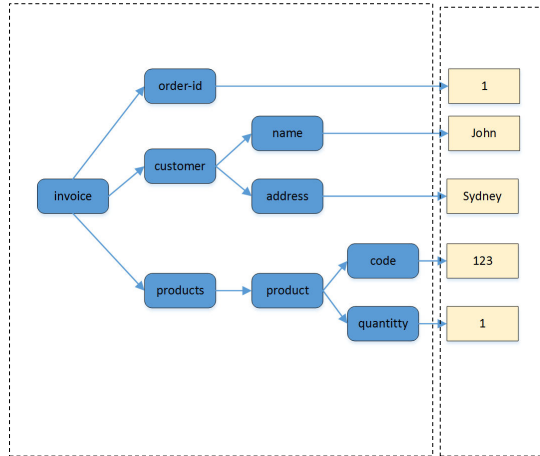 order-id
1
name
John
customer
invoice
address
Sydney
code
123
products
product
quantitty
1